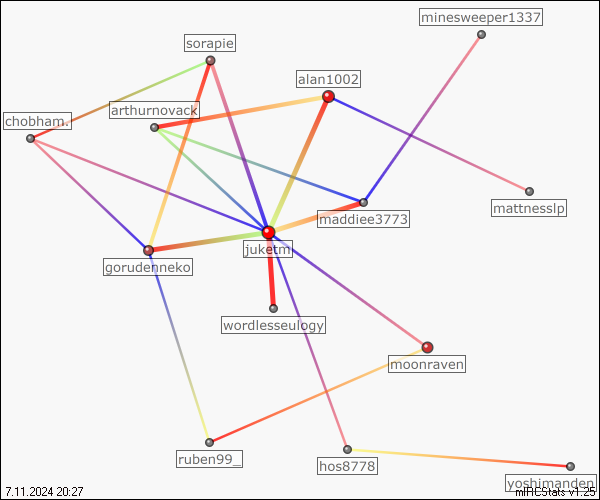 minesweeper1337
sorapie
alan1002
arthurnovack
chobham.
mattnesslp
maddiee3773
juketm
gorudenneko
wordlesseulogy
moonraven
ruben99_
hos8778
yoshimanden
7.11.2024 20:27
mIRCStats v1.25